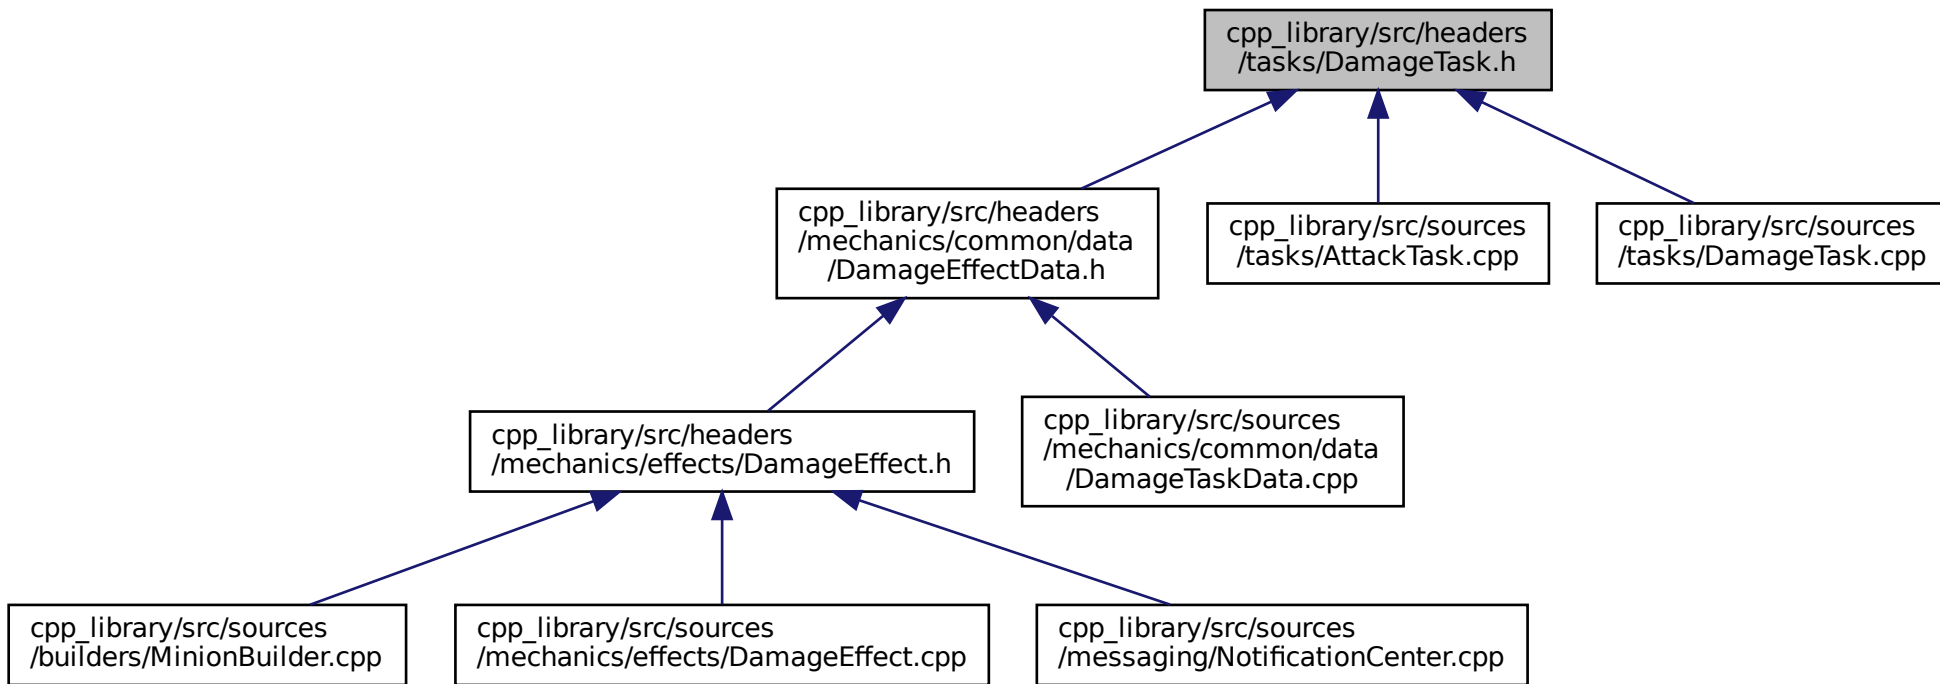 cpp_library/src/headers
/tasks/DamageTask.h
cpp_library/src/headers
/mechanics/common/data
/DamageEffectData.h
cpp_library/src/sources
/tasks/AttackTask.cpp
cpp_library/src/sources
/tasks/DamageTask.cpp
cpp_library/src/headers
/mechanics/effects/DamageEffect.h
cpp_library/src/sources
/mechanics/common/data
/DamageTaskData.cpp
cpp_library/src/sources
/builders/MinionBuilder.cpp
cpp_library/src/sources
/mechanics/effects/DamageEffect.cpp
cpp_library/src/sources
/messaging/NotificationCenter.cpp